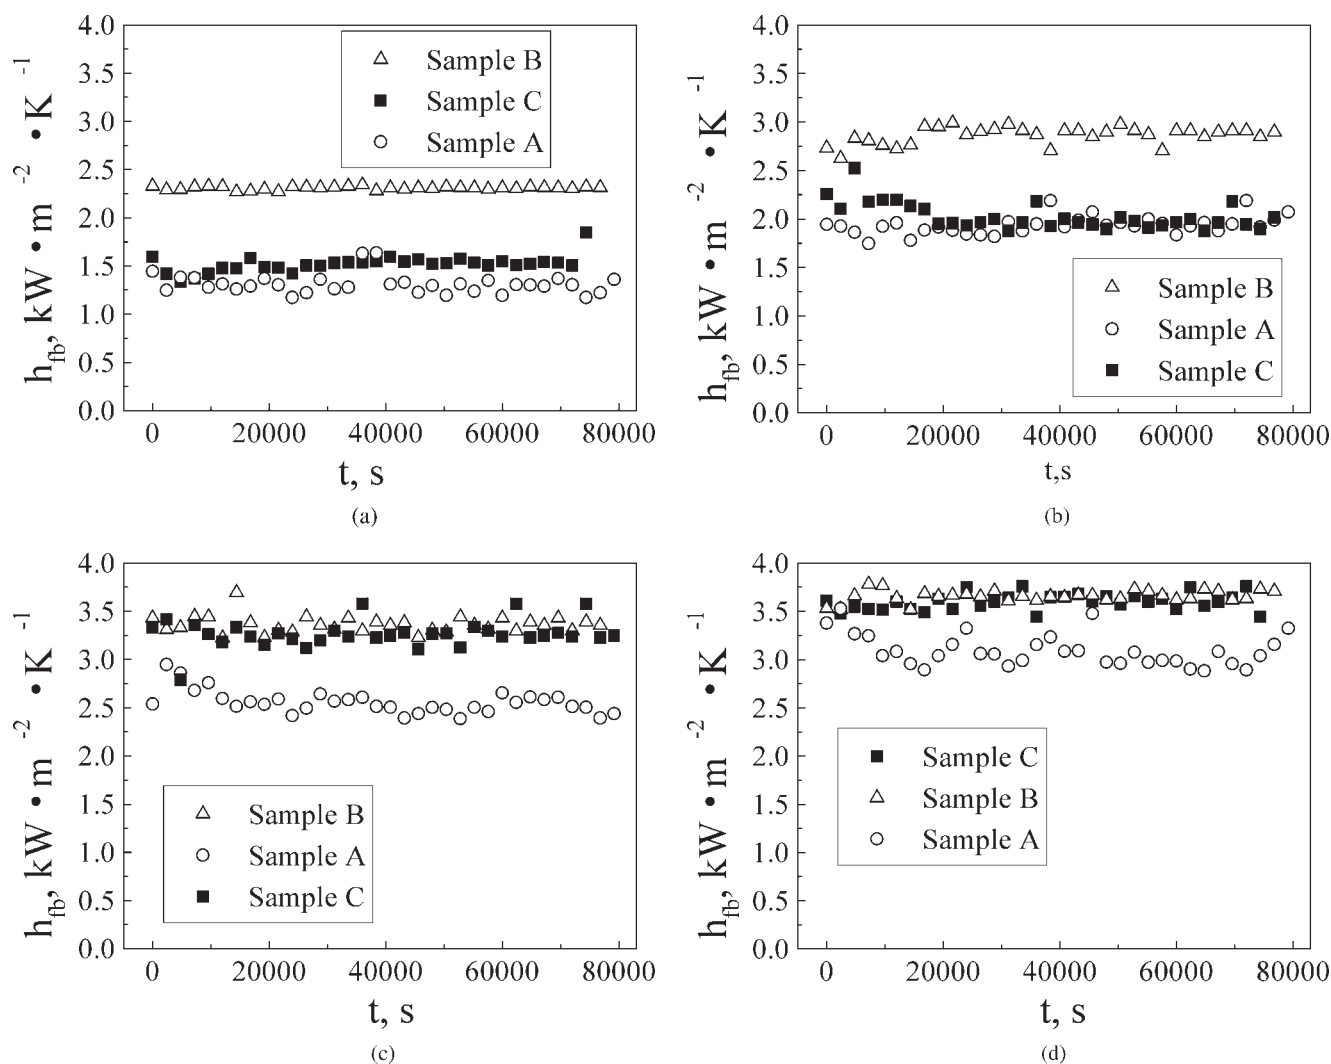 h_fb, kW • m^-2 • K^-1
4.0
3.5
3.0
2.5
2.0
1.5
1.0
0.5
0.0
Sample B
Sample C
Sample A
0 20000 40000 60000 80000
t, s
(a)
h_fb, kW • m^-2 • K^-1
4.0
3.5
3.0
2.5
2.0
1.5
1.0
0.5
0.0
Sample B
Sample A
Sample C
0 20000 40000 60000 80000
t,s
(b)
h_fb, kW • m^-2 • K^-1
4.0
3.5
3.0
2.5
2.0
1.5
1.0
0.5
0.0
Sample B
Sample A
Sample C
0 20000 40000 60000 80000
t, s
(c)
h_fb, kW • m^-2 • K^-1
4.0
3.5
3.0
2.5
2.0
1.5
1.0
0.5
0.0
Sample C
Sample B
Sample A
0 20000 40000 60000 80000
t, s
(d)